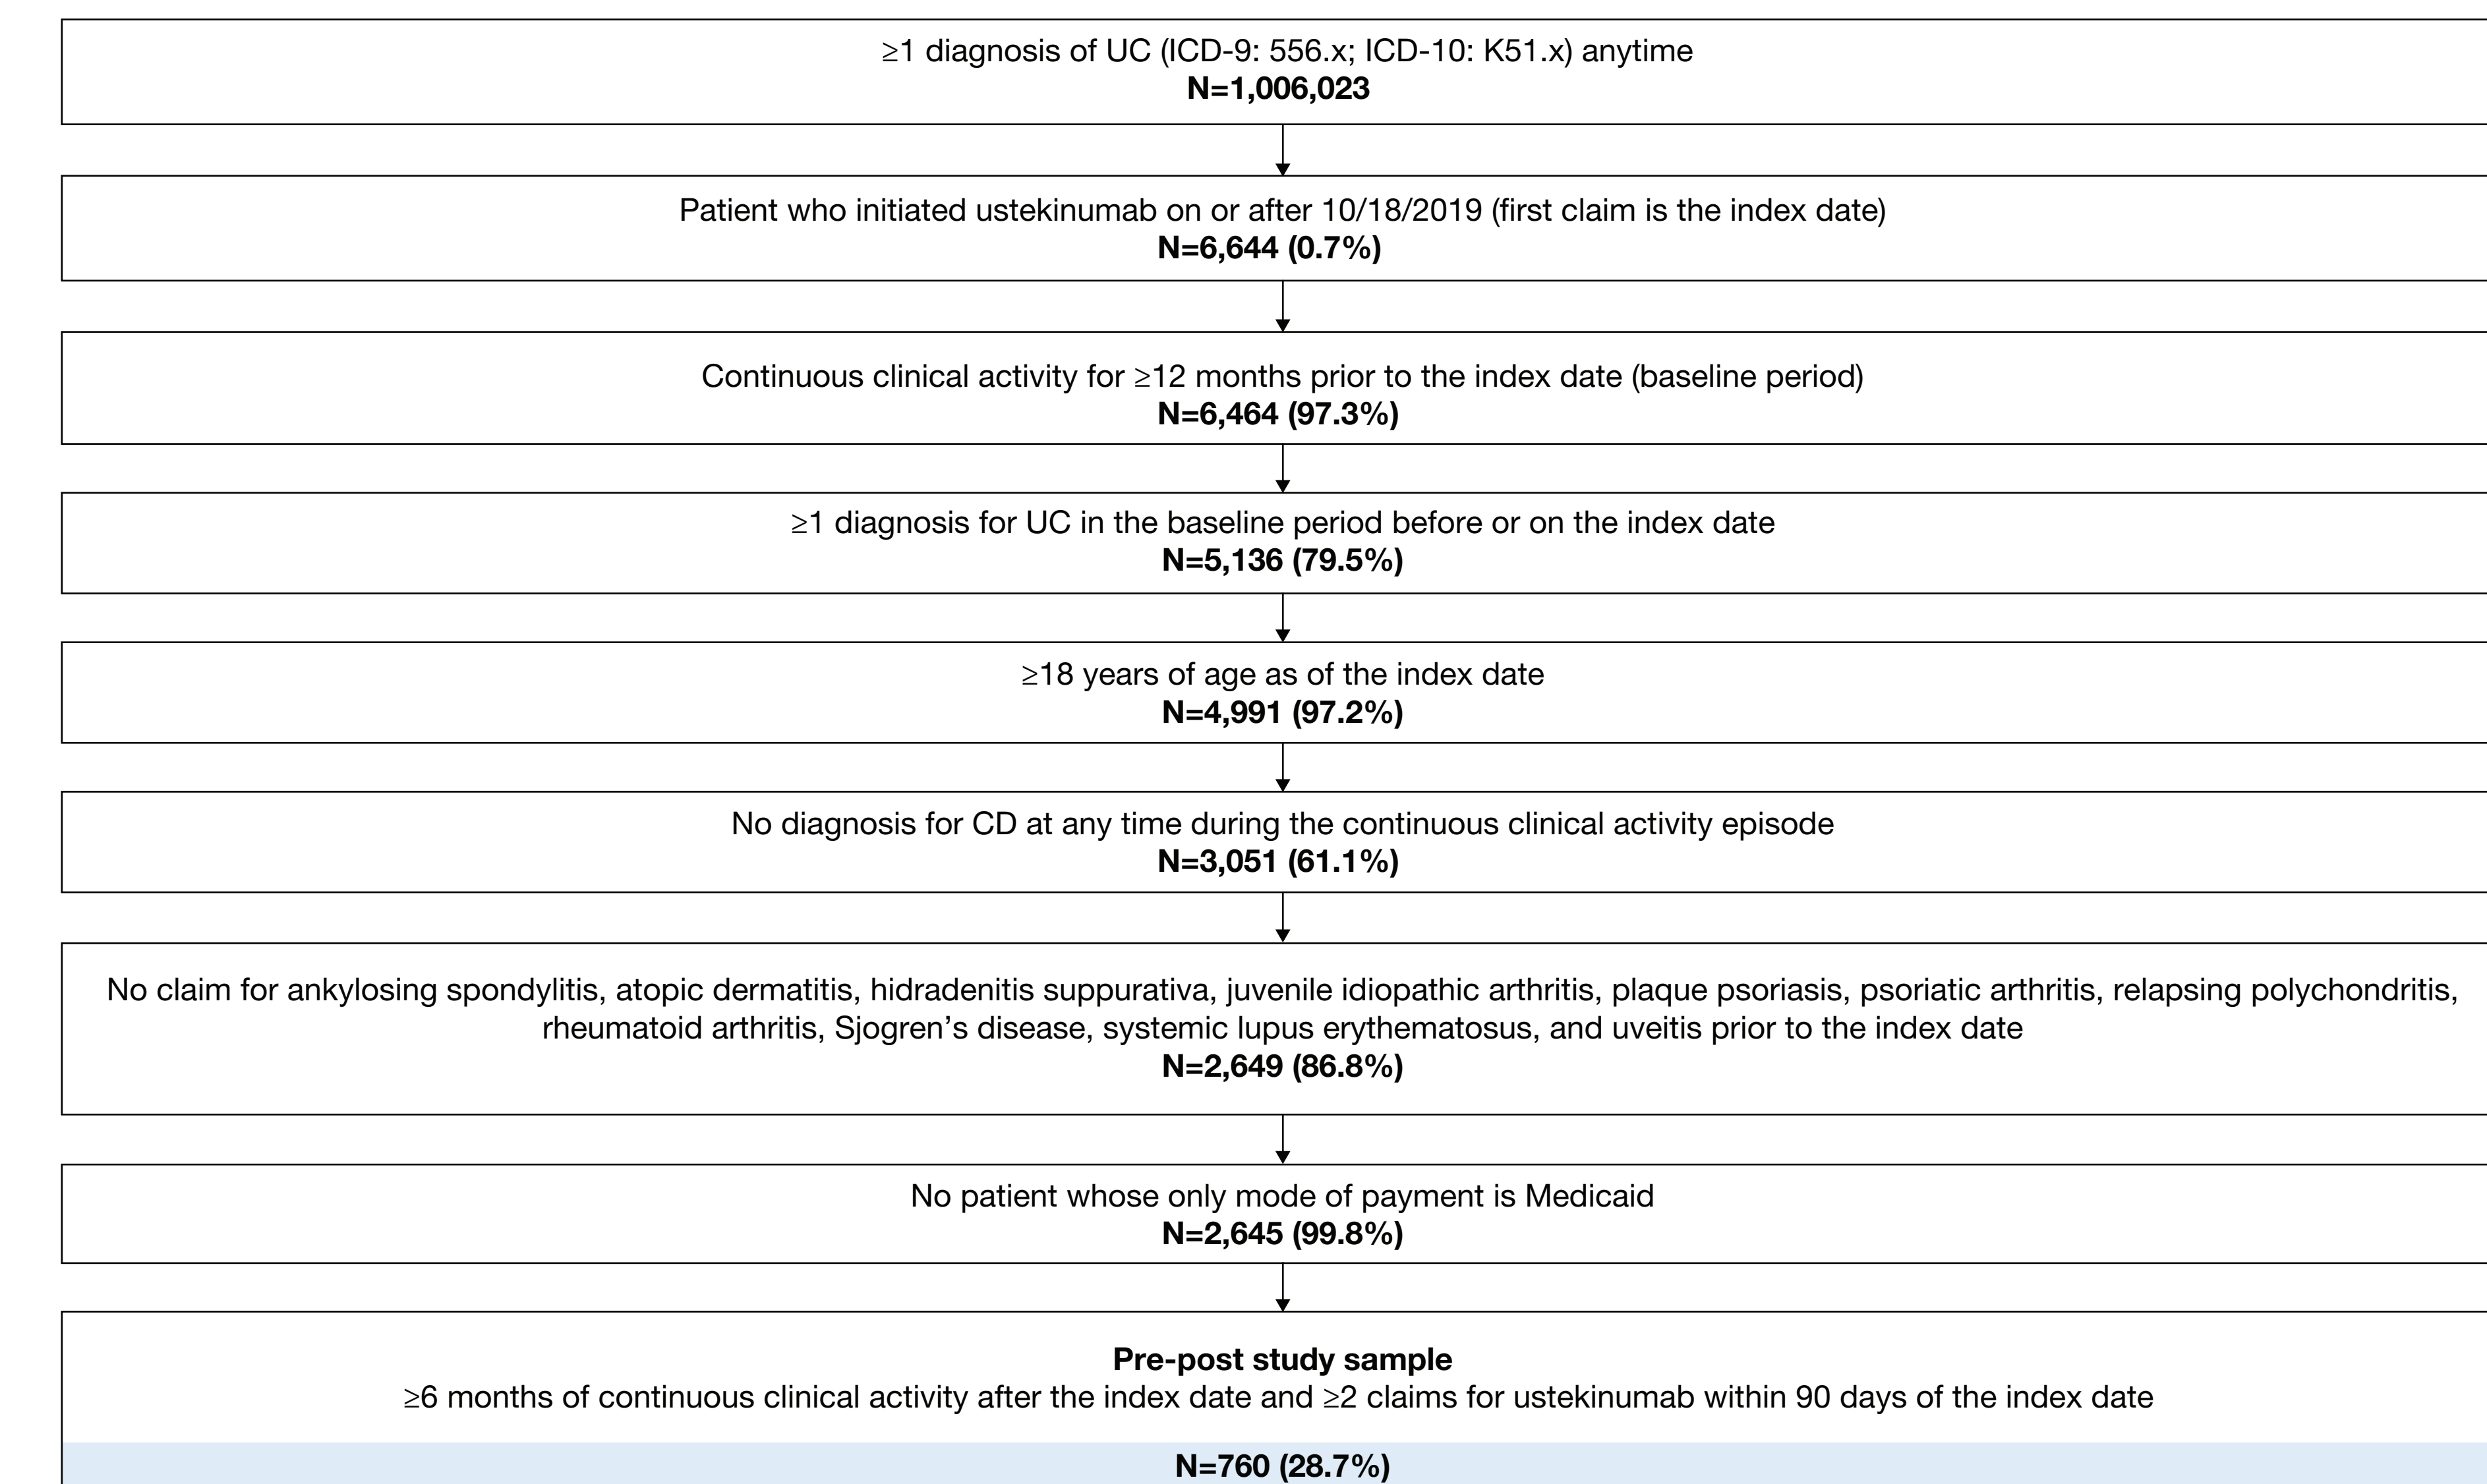 ≥1 diagnosis of UC (ICD-9: 556.x; ICD-10: K51.x) anytime
N=1,006,023
Patient who initiated ustekinumab on or after 10/18/2019 (first claim is the index date)
N=6,644 (0.7%)
Continuous clinical activity for ≥12 months prior to the index date (baseline period)
N=6,464 (97.3%)
≥1 diagnosis for UC in the baseline period before or on the index date
N=5,136 (79.5%)
≥18 years of age as of the index date
N=4,991 (97.2%)
No diagnosis for CD at any time during the continuous clinical activity episode
N=3,051 (61.1%)
No claim for ankylosing spondylitis, atopic dermatitis, hidradenitis suppurativa, juvenile idiopathic arthritis, plaque psoriasis, psoriatic arthritis, relapsing polychondritis,
rheumatoid arthritis, Sjogren’s disease, systemic lupus erythematosus, and uveitis prior to the index date
N=2,649 (86.8%)
No patient whose only mode of payment is Medicaid
N=2,645 (99.8%)
Pre-post study sample
≥6 months of continuous clinical activity after the index date and ≥2 claims for ustekinumab within 90 days of the index date
N=760 (28.7%)